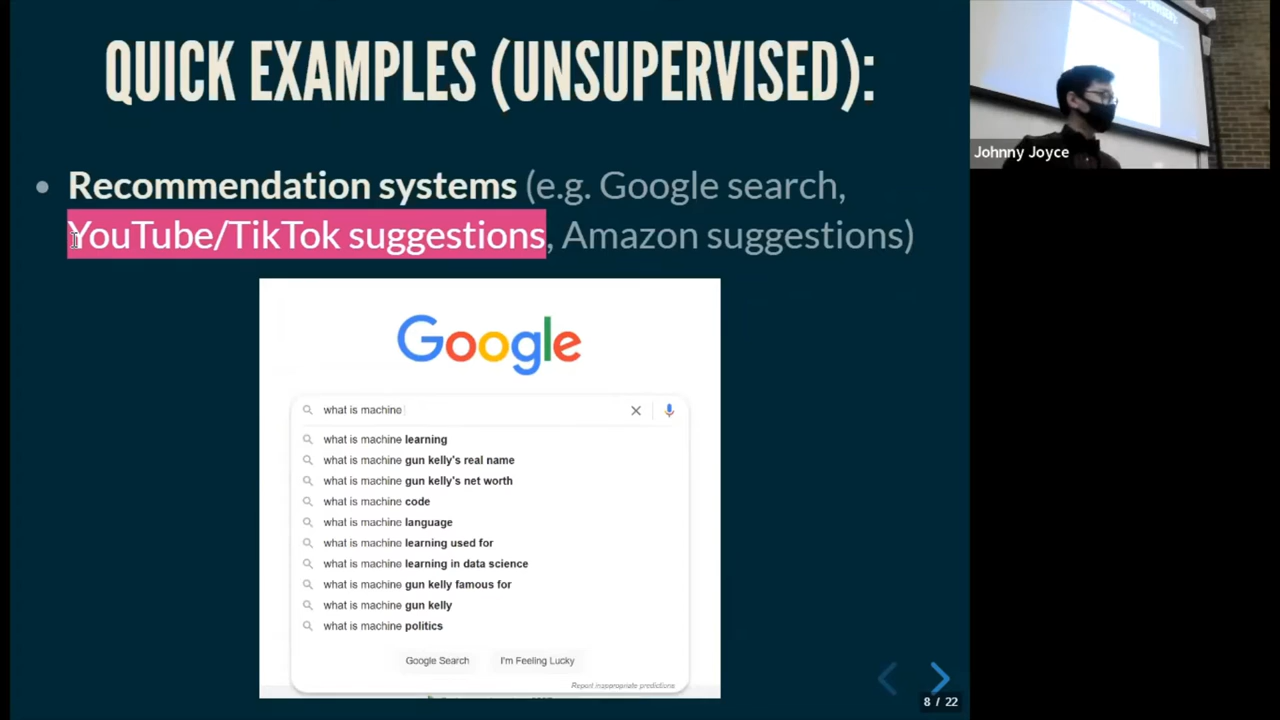 QUICK EXAMPLES (UNSUPERVISED):
Johnny Joyce
• Recommendation systems (e.g. Google search,
YouTube/TikTok suggestions, Amazon suggestions)
Google
what is machine
what is machine learning
what is machine gun kelly's real name
what is machine gun kelly's net worth
what is machine code
what is machine language
what is machine learning used for
what is machine learning in data science
what is machine gun kelly famous for
what is machine gun kelly
what is machine politics
Google Search I'm Feeling Lucky
Report inappropriate predictions
8 / 22